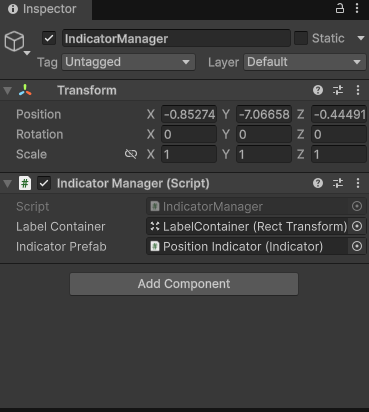 Inspector
IndicatorManager
Static
Tag Untagged Layer Default
Transform
Position X -0.85274 Y -7.06658 Z -0.44491
Rotation X 0 Y 0 Z 0
Scale X 1 Y 1 Z 1
# Indicator Manager (Script)
Script # IndicatorManager
Label Container LabelContainer (Rect Transform)
Indicator Prefab # Position Indicator (Indicator)
Add Component